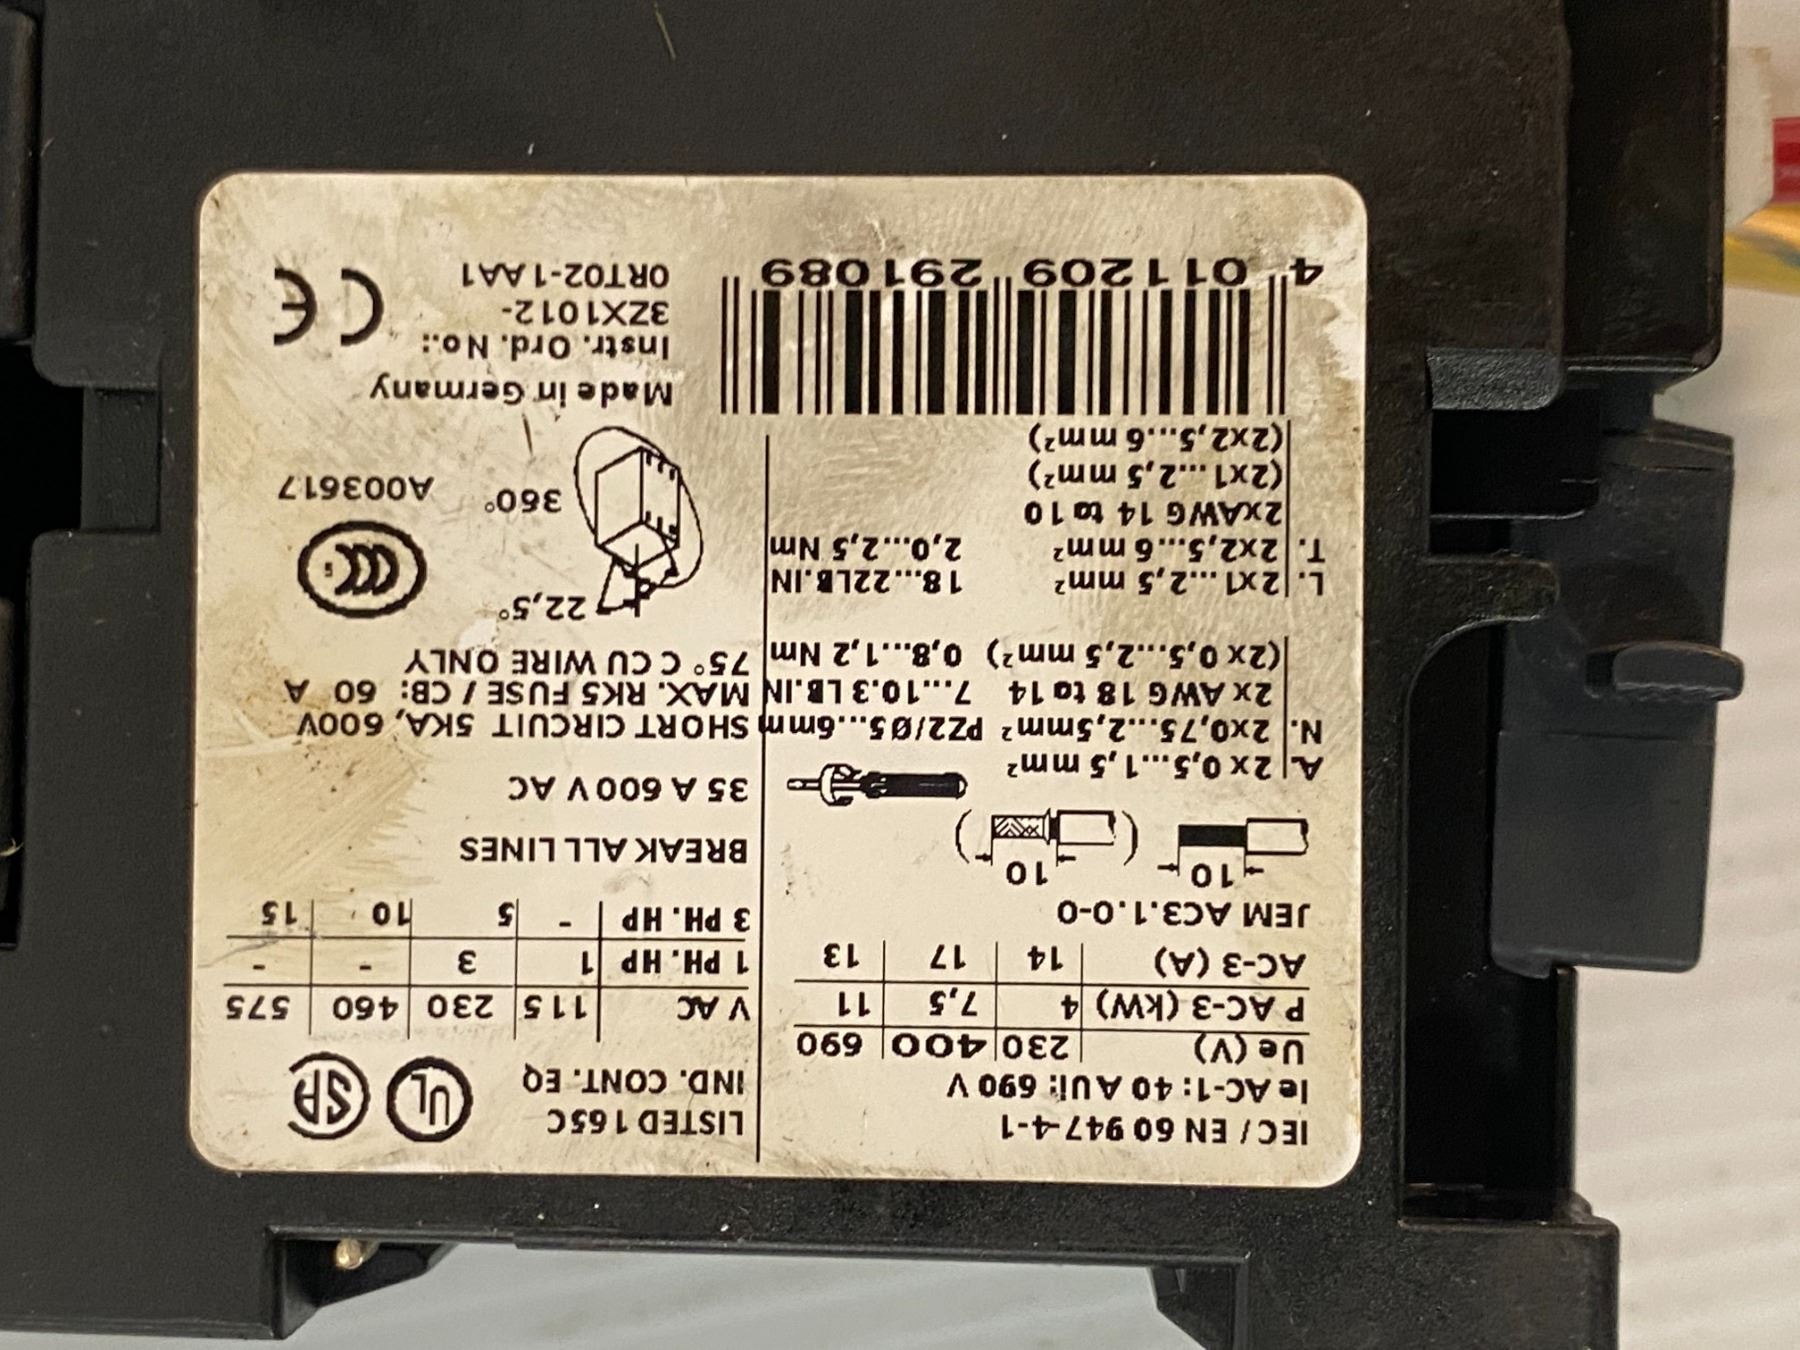 IEC / EN 60 947-4-1
Ie AC-1: 40 A Ui: 690 V
Ue (V) 230 400 690
P AC-3 (kW) 4 7,5 11
AC-3 (A) 14 17 13
JEM AC3.1.0-0
10 10
( )
A. 2 x 0,5...1,5 mm²
N. 2x0,75...2,5mm² PZ2/Ø5...6mm
2x AWG 18 to 14 7...10.3 LB.IN
(2x 0,5...2,5 mm²) 0,8...1,2 Nm
L. 2x1...2,5 mm² 18...22LB.IN
T. 2x2,5...6 mm² 2,0...2,5 Nm
2xAWG 14 to 10
(2x1...2,5 mm²)
(2x2,5...6 mm²)
4 011209 291089
LISTED 165C
IND. CONT. EQ
UL
SA
V AC 115 230 460 575
1 PH. HP 1 3 - -
3 PH. HP - 5 10 15
BREAK ALL LINES
35 A 600 V AC
SHORT CIRCUIT 5KA, 600V
MAX. RK5 FUSE / CB: 60 A
75° C CU WIRE ONLY
22,5°
360°
CCC
A003617
Made in Germany
Instr. Ord. No.:
3ZX1012-
0RT02-1AA1
CE